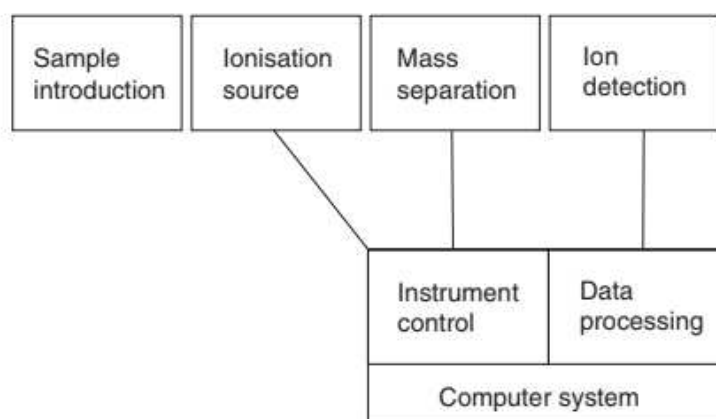 Sample
introduction
Ionisation
source
Mass
separation
Ion
detection
Instrument
control
Data
processing
Computer system